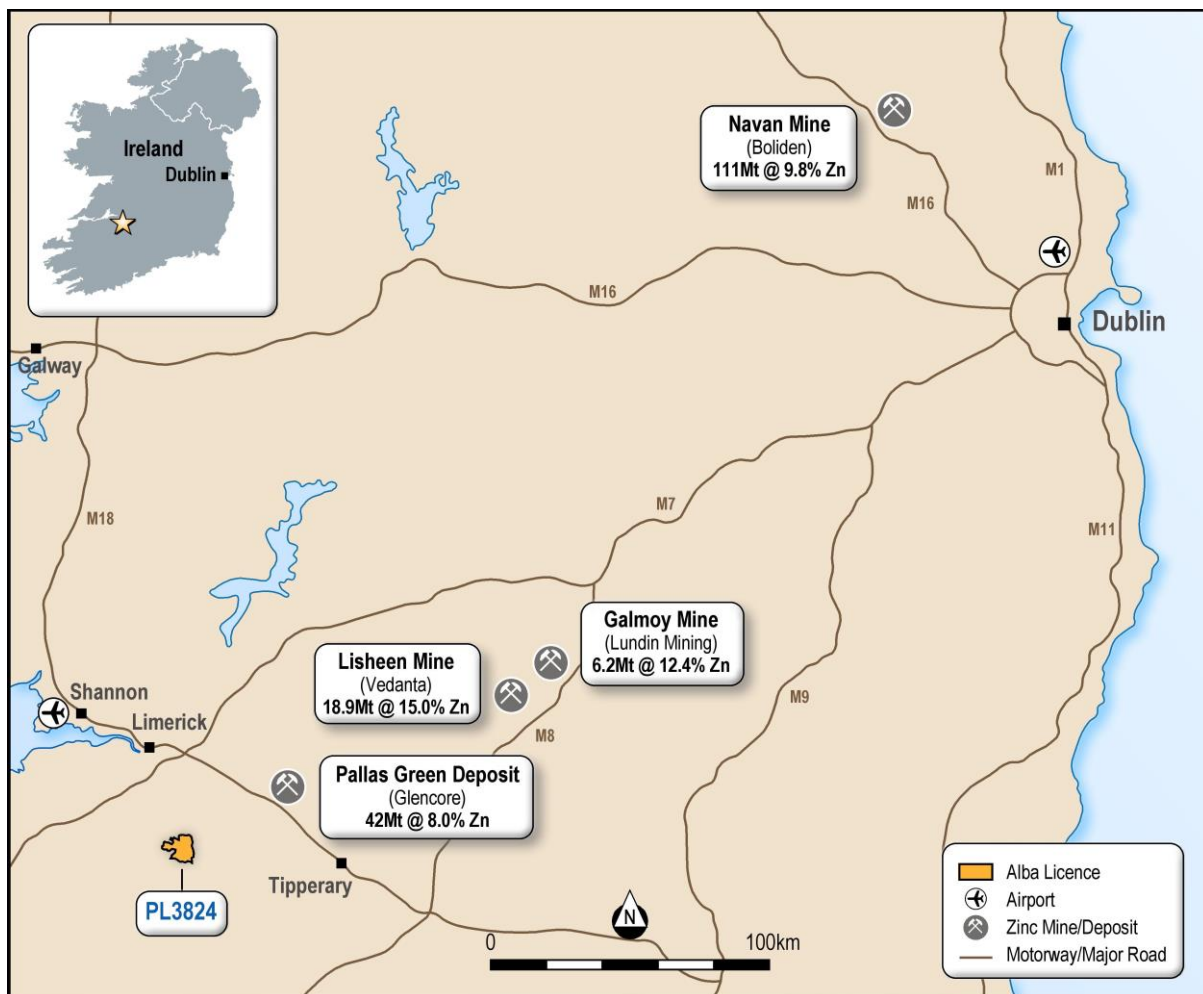 Ireland
Dublin
Navan Mine
(Boliden)
111Mt @ 9.8% Zn
M1
M16
M16
Dublin
Galway
M18
M7
M11
Galmoy Mine
(Lundin Mining)
6.2Mt @ 12.4% Zn
Lisheen Mine
(Vedanta)
18.9Mt @ 15.0% Zn
M9
Shannon
Limerick
M8
Pallas Green Deposit
(Glencore)
42Mt @ 8.0% Zn
Tipperary
PL3824
N
0 100km
Alba Licence
Airport
Zinc Mine/Deposit
Motorway/Major Road